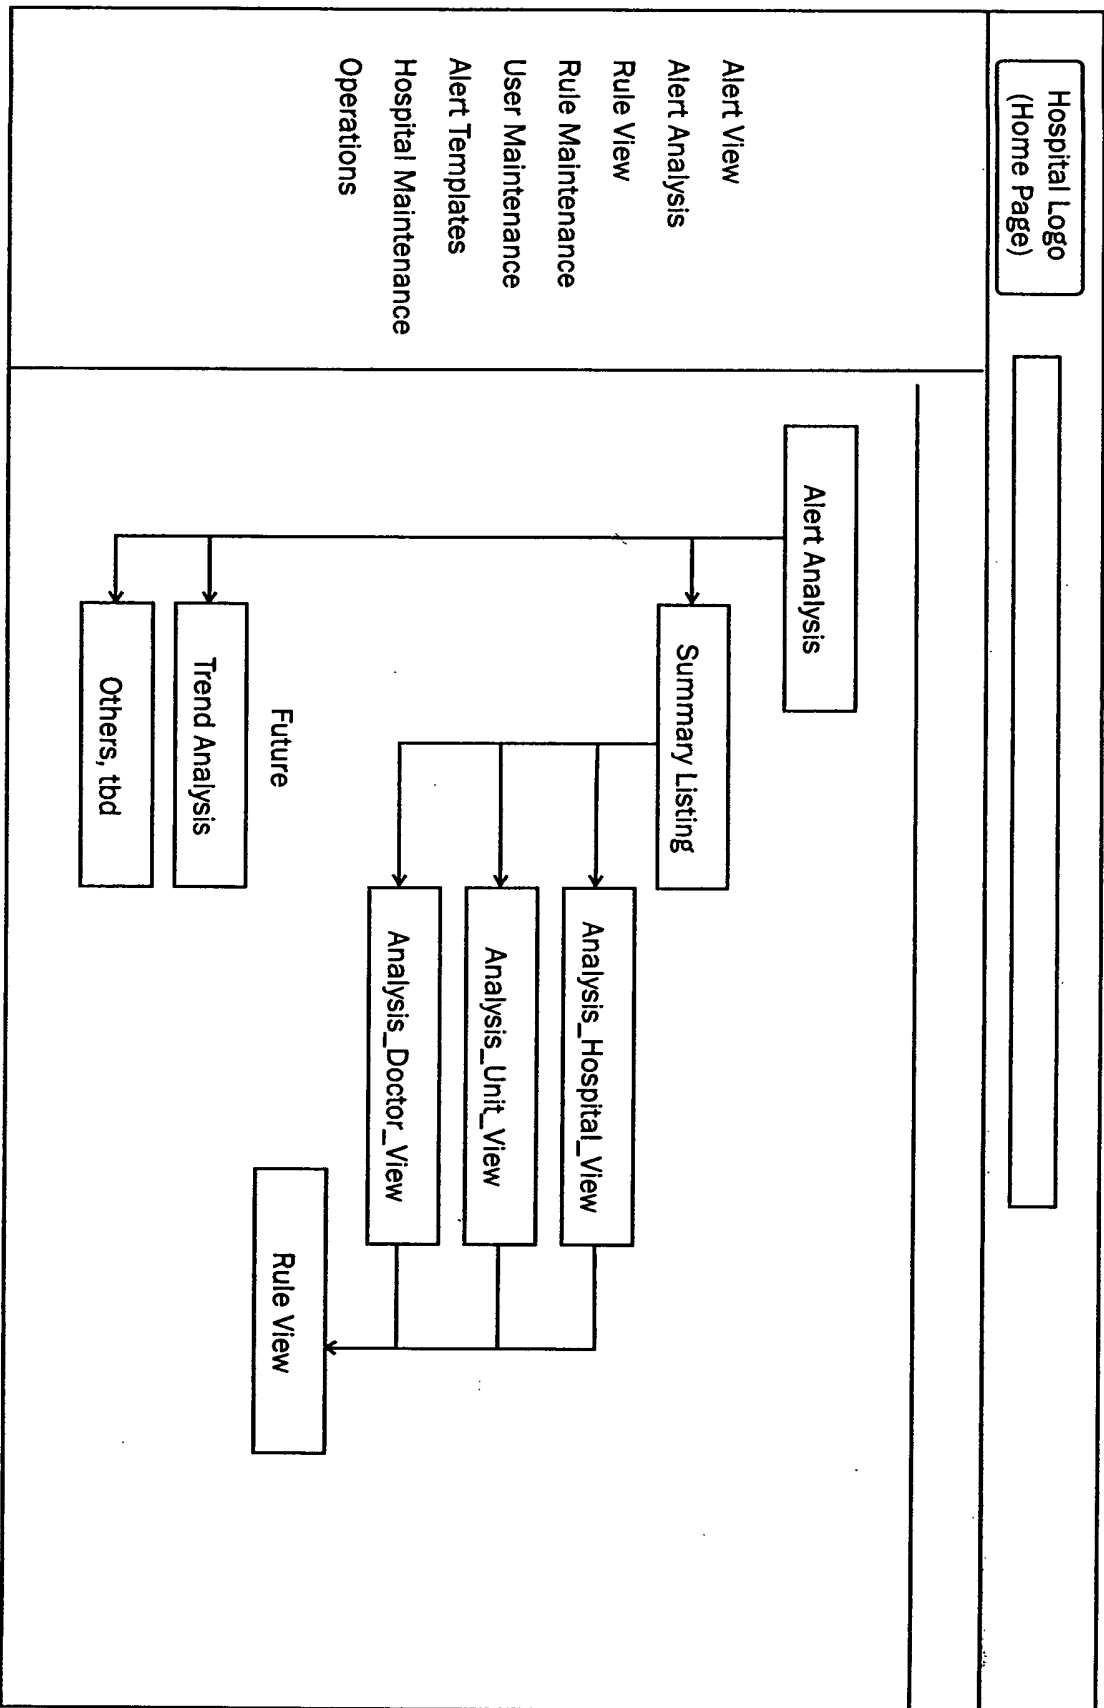 Hospital Logo
(Home Page)
Alert View
Alert Analysis
Rule View
Rule Maintenance
User Maintenance
Alert Templates
Hospital Maintenance
Operations
Alert Analysis
Summary Listing
Analysis_Hospital_View
Analysis_Unit_View
Analysis_Doctor_View
Rule View
Future
Trend Analysis
Others, tbd